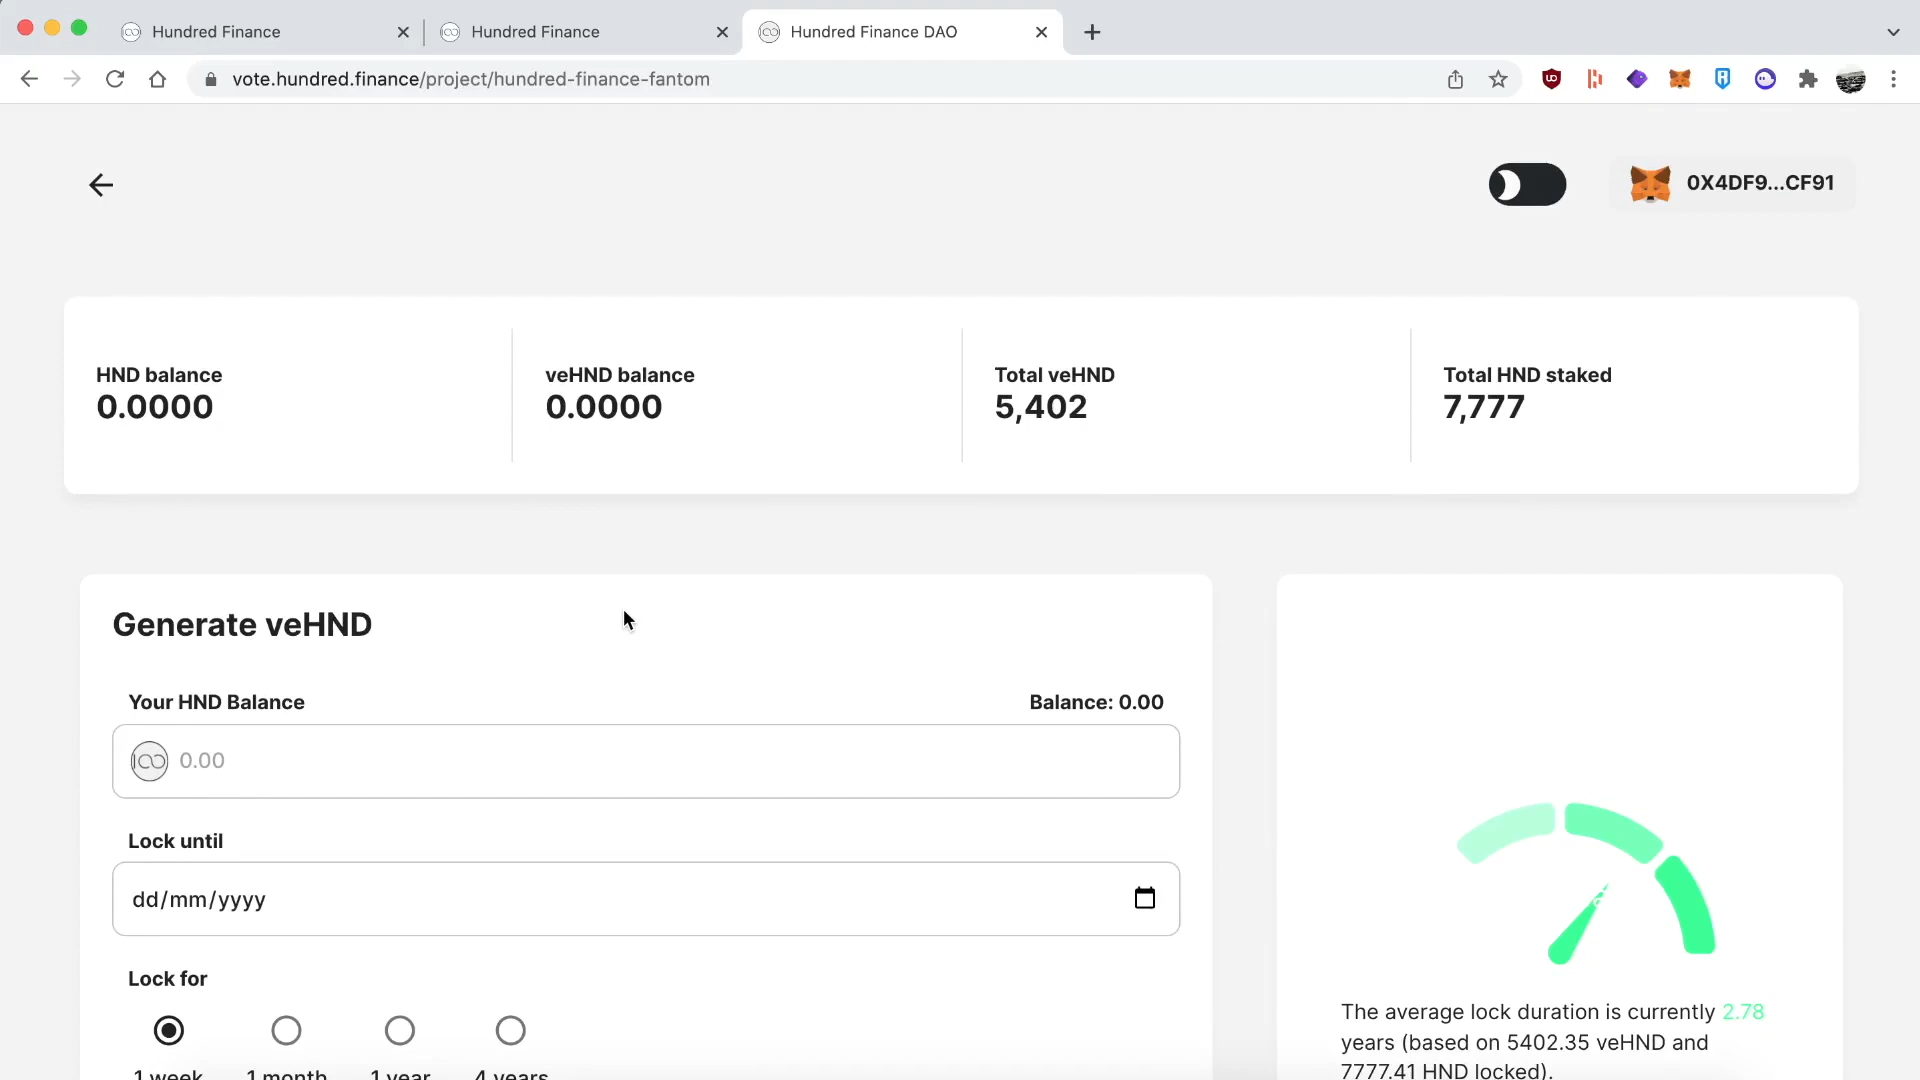 Hundred Finance
Hundred Finance
Hundred Finance DAO
vote.hundred.finance/project/hundred-finance-fantom
0X4DF9...CF91
HND balance
0.0000
veHND balance
0.0000
Total veHND
5,402
Total HND staked
7,777
Generate veHND
Your HND Balance
Balance: 0.00
0.00
Lock until
dd/mm/yyyy
Lock for
1 week
1 month
1 year
4 years
The average lock duration is currently 2.78
years (based on 5402.35 veHND and
7777.41 HND locked).